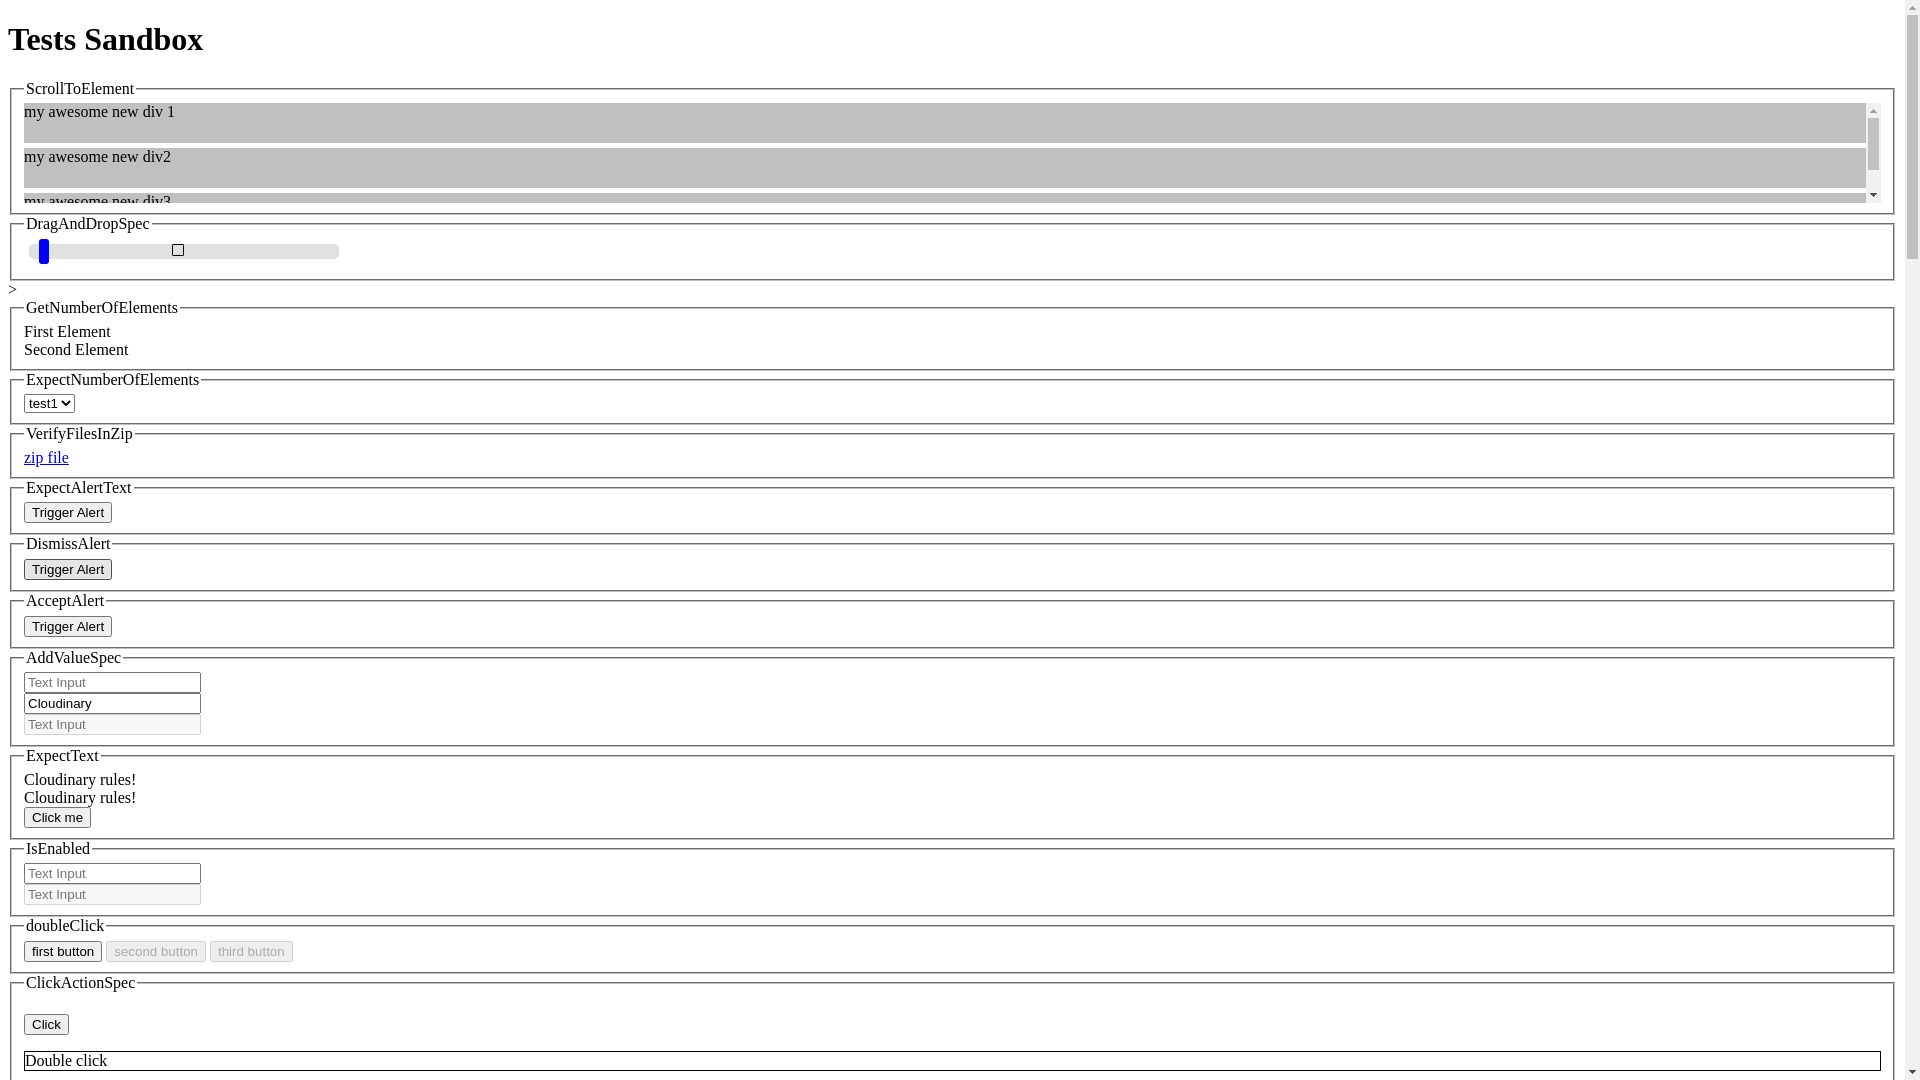 Tests Sandbox
ScrollToElement
my awesome new div 1
my awesome new div2
my awesome new div3
DragAndDropSpec
>
GetNumberOfElements
First Element
Second Element
ExpectNumberOfElements
test1
VerifyFilesInZip
zip file
ExpectAlertText
Trigger Alert
DismissAlert
Trigger Alert
AcceptAlert
Trigger Alert
AddValueSpec
Text Input
Cloudinary
Text Input
ExpectText
Cloudinary rules!
Cloudinary rules!
Click me
IsEnabled
Text Input
Text Input
doubleClick
first button second button third button
ClickActionSpec
Click
Double click